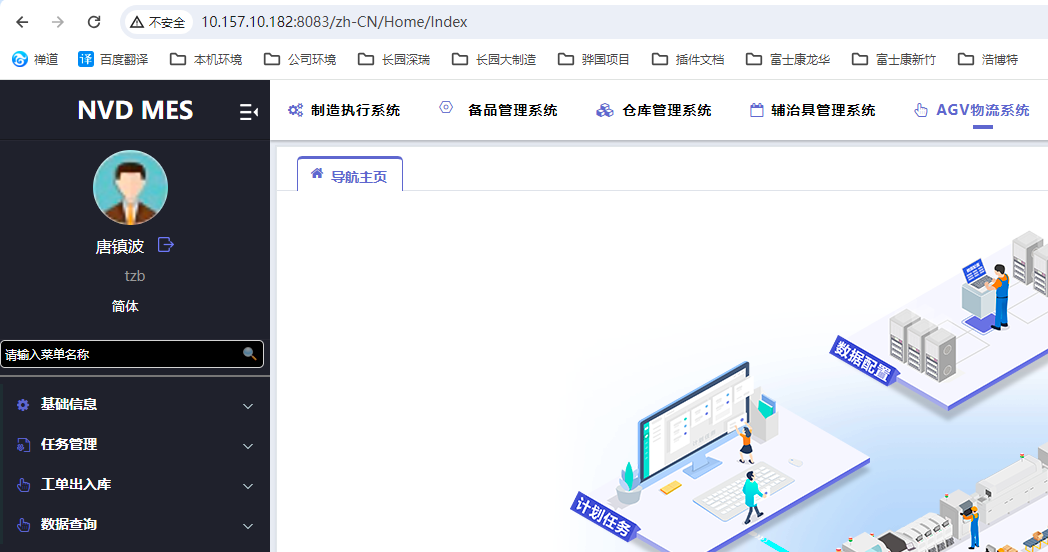 不安全 10.157.10.182:8083/zh-CN/Home/Index
禅道 百度翻译 本机环境 公司环境 长园深瑞 长园大制造 骅国项目 插件文档 富士康龙华 富士康新竹 浩博特
NVD MES
制造执行系统 备品管理系统 仓库管理系统 辅治具管理系统 AGV物流系统
导航主页
唐镇波
tzb
简体
请输入菜单名称
基础信息
任务管理
工单出入库
数据查询
数据配置
计划任务